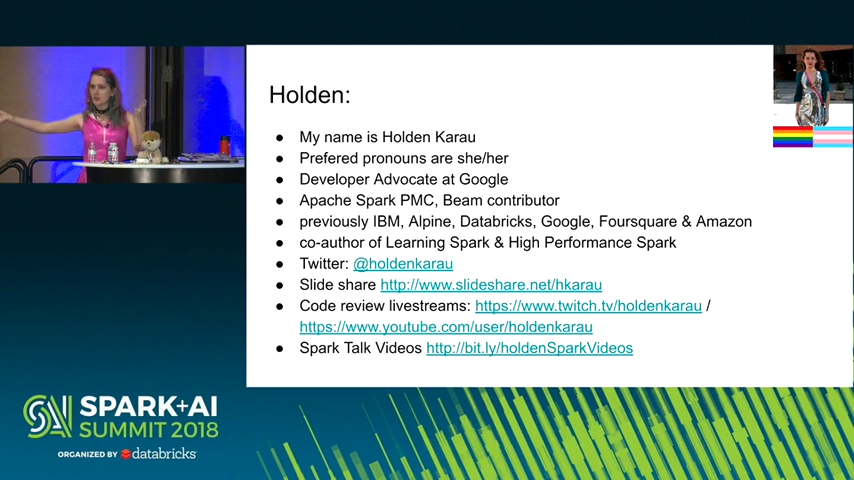 Holden:
● My name is Holden Karau
● Prefered pronouns are she/her
● Developer Advocate at Google
● Apache Spark PMC, Beam contributor
● previously IBM, Alpine, Databricks, Google, Foursquare & Amazon
● co-author of Learning Spark & High Performance Spark
● Twitter: @holdenkarau
● Slide share http://www.slideshare.net/hkarau
● Code review livestreams: https://www.twitch.tv/holdenkarau /
https://www.youtube.com/user/holdenkarau
● Spark Talk Videos http://bit.ly/holdenSparkVideos
SAI SPARK+AI
SUMMIT 2018
ORGANIZED BY databricks